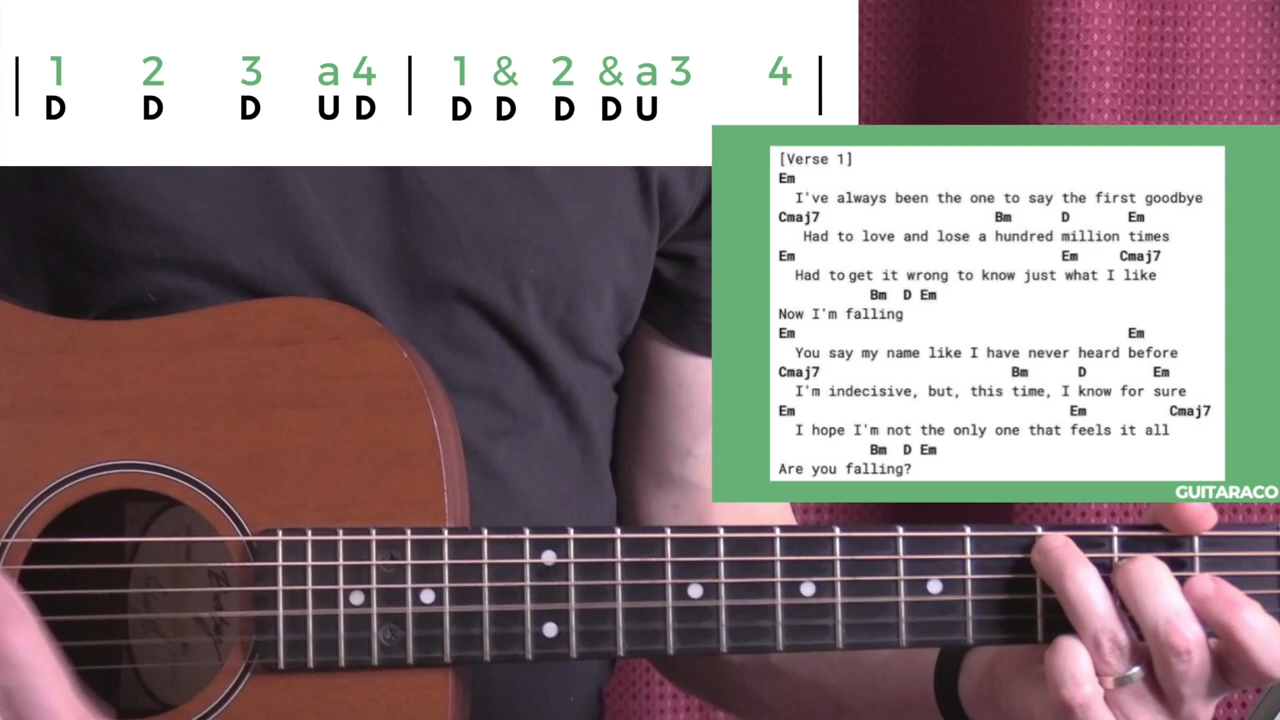 | 1 2 3 a 4 | 1 & 2 & a 3 4 |
D D D U D D D D D U
[Verse 1]
Em
I've always been the one to say the first goodbye
Cmaj7 Bm D Em
Had to love and lose a hundred million times
Em Em Cmaj7
Had to get it wrong to know just what I like
Bm D Em
Now I'm falling
Em Em
You say my name like I have never heard before
Cmaj7 Bm D Em
I'm indecisive, but, this time, I know for sure
Em Em Cmaj7
I hope I'm not the only one that feels it all
Bm D Em
Are you falling?
GUITARACO